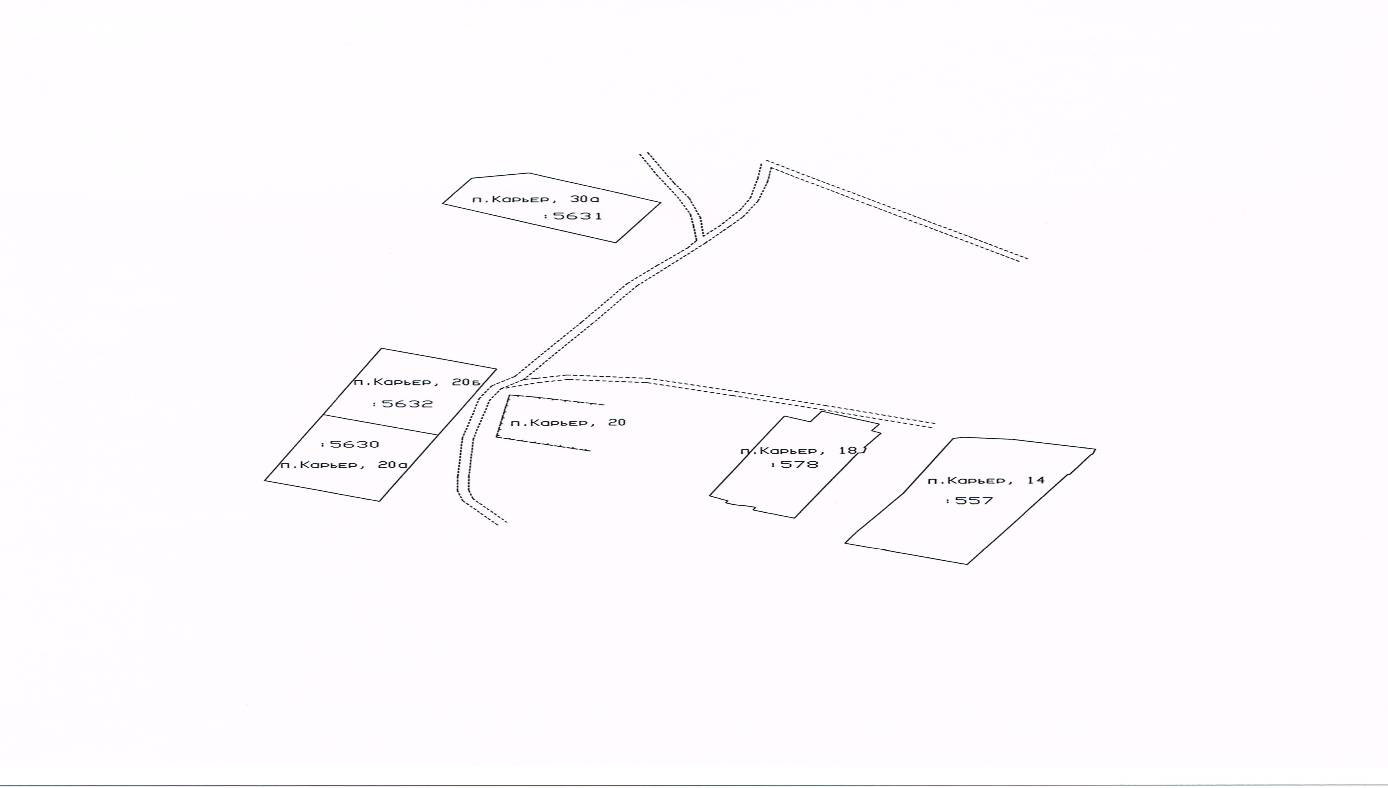 п.Карьер, 30а
:5631
п.Карьер, 20б
:5632
:5630
п.Карьер, 20а
п.Карьер, 20
п.Карьер, 18
:578
п.Карьер, 14
:557